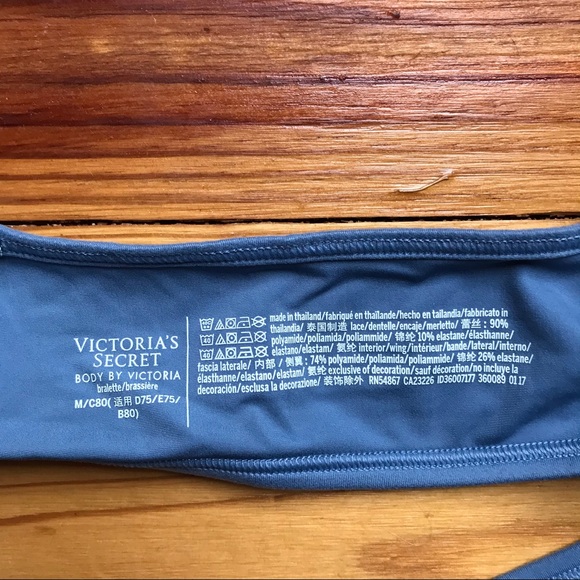 VICTORIA'S
SECRET
BODY BY VICTORIA
bralette/brassière
M/C80(适用 D75/E75/
B80)
made in thailand/fabriqué en thaïlande/hecho en tailandia/fabbricato in
thailandia/ 泰国制造 lace/dentelle/encaje/merletto/ 蕾丝: 90%
polyamide/poliamida/poliammide/ 锦纶 10% elastane/élasthanne/
elastano/elastam/ 氨纶 interior/wing/intérieur/bande/lateral/interno/
fascia laterale/ 内部 / 侧翼: 74% polyamide/poliamida/poliammide/ 锦纶 26% elastane/
élasthanne/elastano/elastam/ 氨纶 exclusive of decoration/sauf décoration/no incluye la
decoración/esclusa la decorazione/ 装饰除外 RN54867 CA23226 ID36007177 360089 01 17